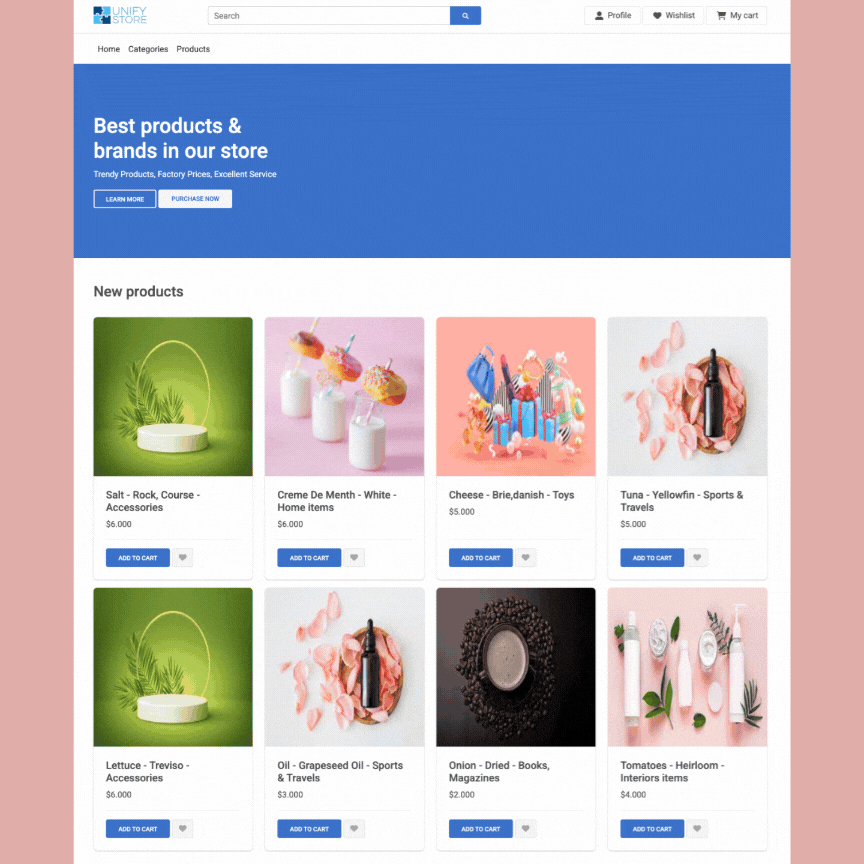 UNIFY
STORE
Search
Profile
Wishlist
My cart
Home
Categories
Products
Best products &
brands in our store
Trendy Products, Factory Prices, Excellent Service
LEARN MORE
PURCHASE NOW
New products
Salt - Rock, Course -
Accessories
$6.000
ADD TO CART
Creme De Menth - White -
Home items
$6.000
ADD TO CART
Cheese - Brie,danish - Toys
$5.000
ADD TO CART
Tuna - Yellowfin - Sports &
Travels
$5.000
ADD TO CART
Lettuce - Treviso -
Accessories
$6.000
ADD TO CART
Oil - Grapeseed Oil - Sports
& Travels
$3.000
ADD TO CART
Onion - Dried - Books,
Magazines
$2.000
ADD TO CART
Tomatoes - Heirloom -
Interiors items
$4.000
ADD TO CART